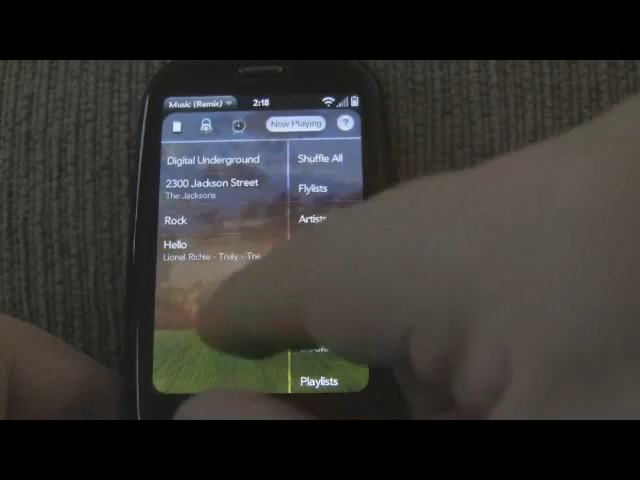 Music (Remix)
2:18
Now Playing
?
Digital Underground
Shuffle All
2300 Jackson Street
The Jacksons
Flylists
Rock
Artists
Hello
Lionel Richie - Truly - The
Playlists